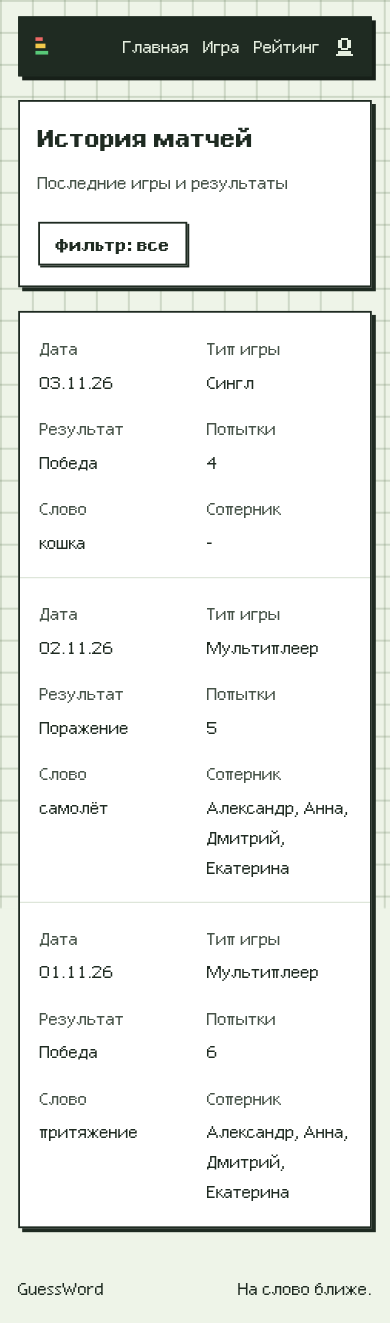 Главная Игра Рейтинг
История матчей
Последние игры и результаты
Фильтр: все
Дата Тип игры
03.11.26 Сингл
Результат Попытки
Победа 4
Слово Соперник
кошка -
Дата Тип игры
02.11.26 Мультиплеер
Результат Попытки
Поражение 5
Слово Соперник
самолёт Александр, Анна,
Дмитрий,
Екатерина
Дата Тип игры
01.11.26 Мультиплеер
Результат Попытки
Победа 6
Слово Соперник
притяжение Александр, Анна,
Дмитрий,
Екатерина
GuessWord На слово ближе.